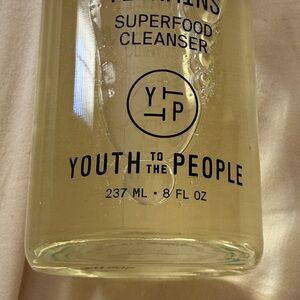 SUPERFOOD
CLEANSER
Y T
T P
YOUTH TO THE PEOPLE
237 ML • 8 FL OZ